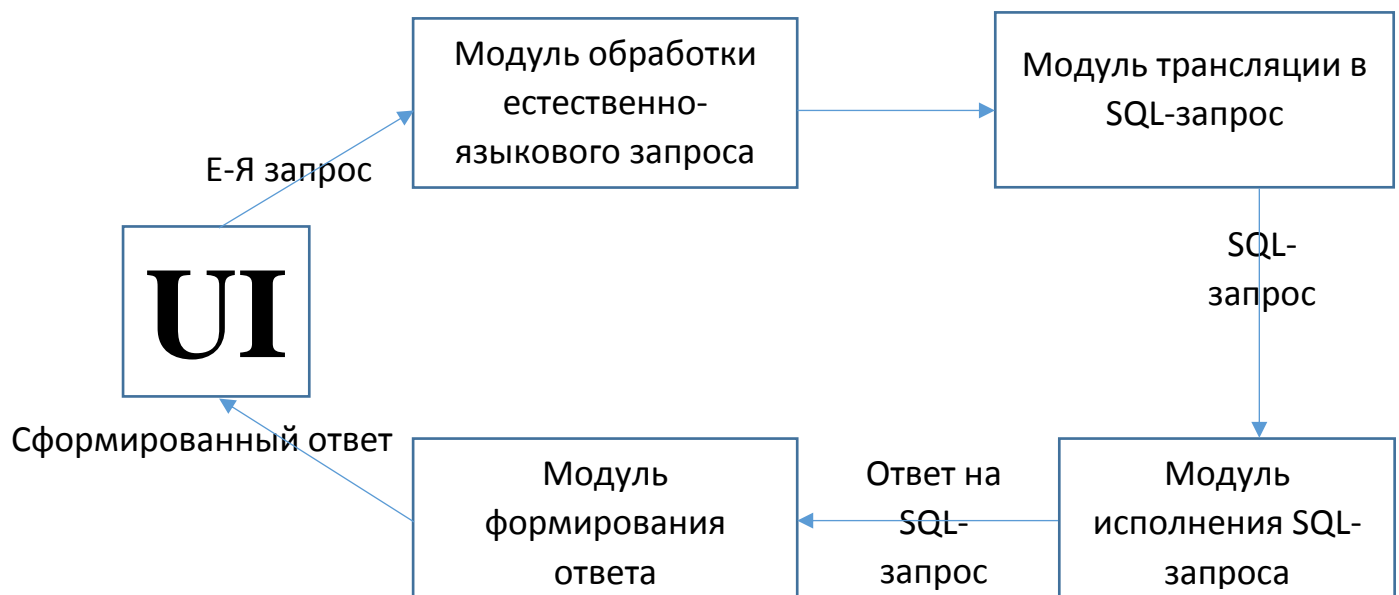 Модуль обработки
естественно-
языкового запроса
Модуль трансляции в
SQL-запрос
Е-Я запрос
UI
SQL-
запрос
Сформированный ответ
Модуль
формирования
ответа
Ответ на
SQL-
запрос
Модуль
исполнения SQL-
запроса